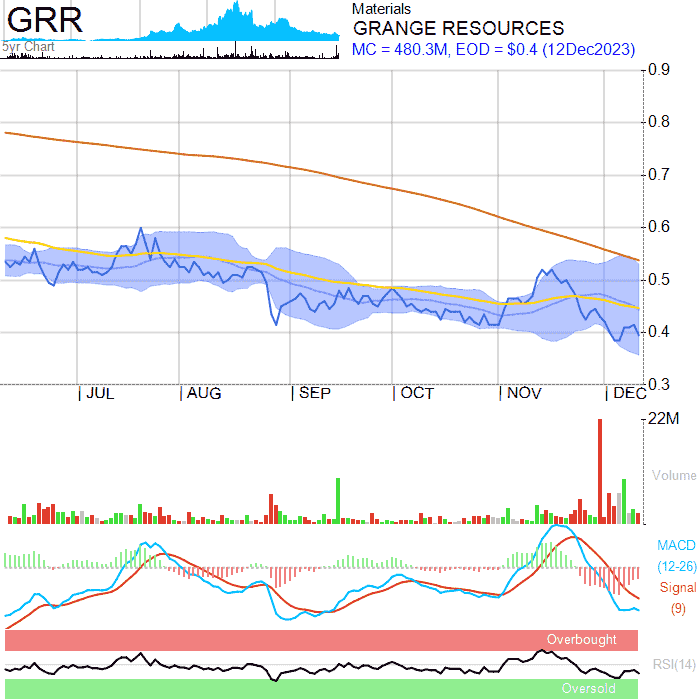 GRR
5yr Chart
Materials
GRANGE RESOURCES
MC = 480.3M, EOD = $0.4 (12Dec2023)
0.9
0.8
0.7
0.6
0.5
0.4
0.3
JUL AUG SEP OCT NOV DEC
22M
Volume
MACD
(12-26)
Signal
(9)
Overbought
RSI(14)
Oversold